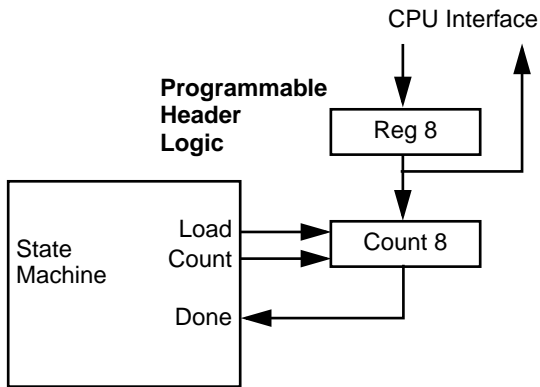 CPU Interface
Programmable
Header
Logic
Reg 8
Load
Count 8
State
Machine
Count
Done